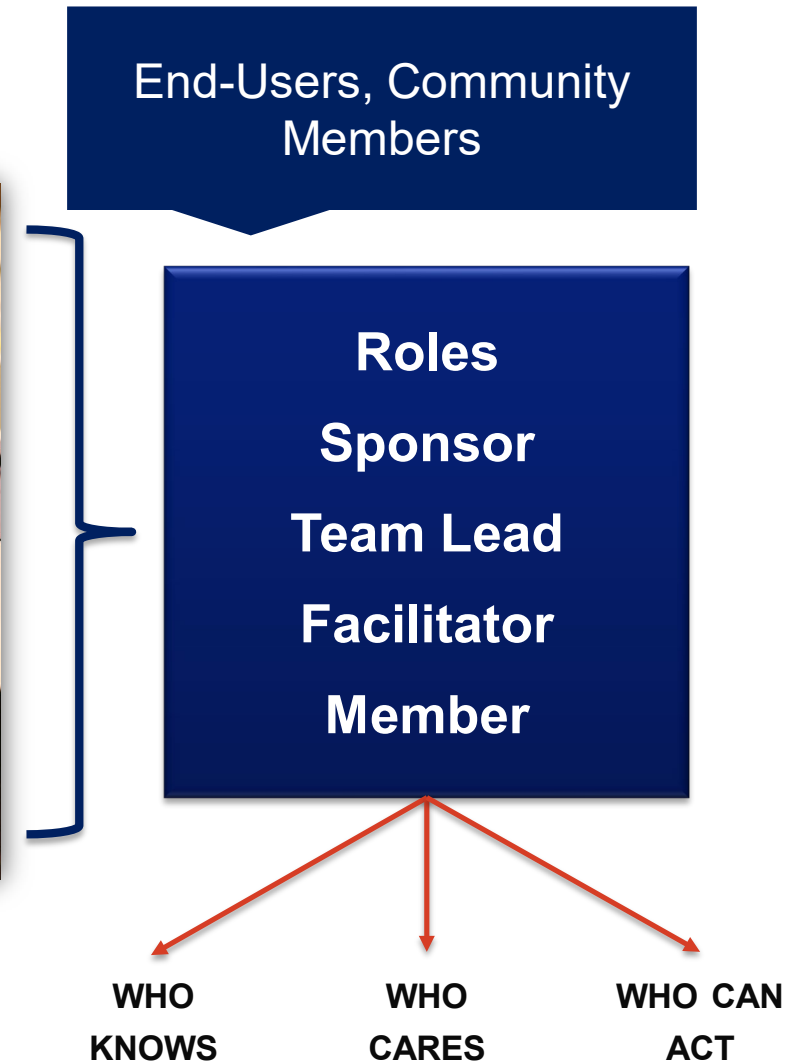 End-Users, Community
Members
Roles
Sponsor
Team Lead
Facilitator
Member
WHO
KNOWS
WHO
CARES
WHO CAN
ACT